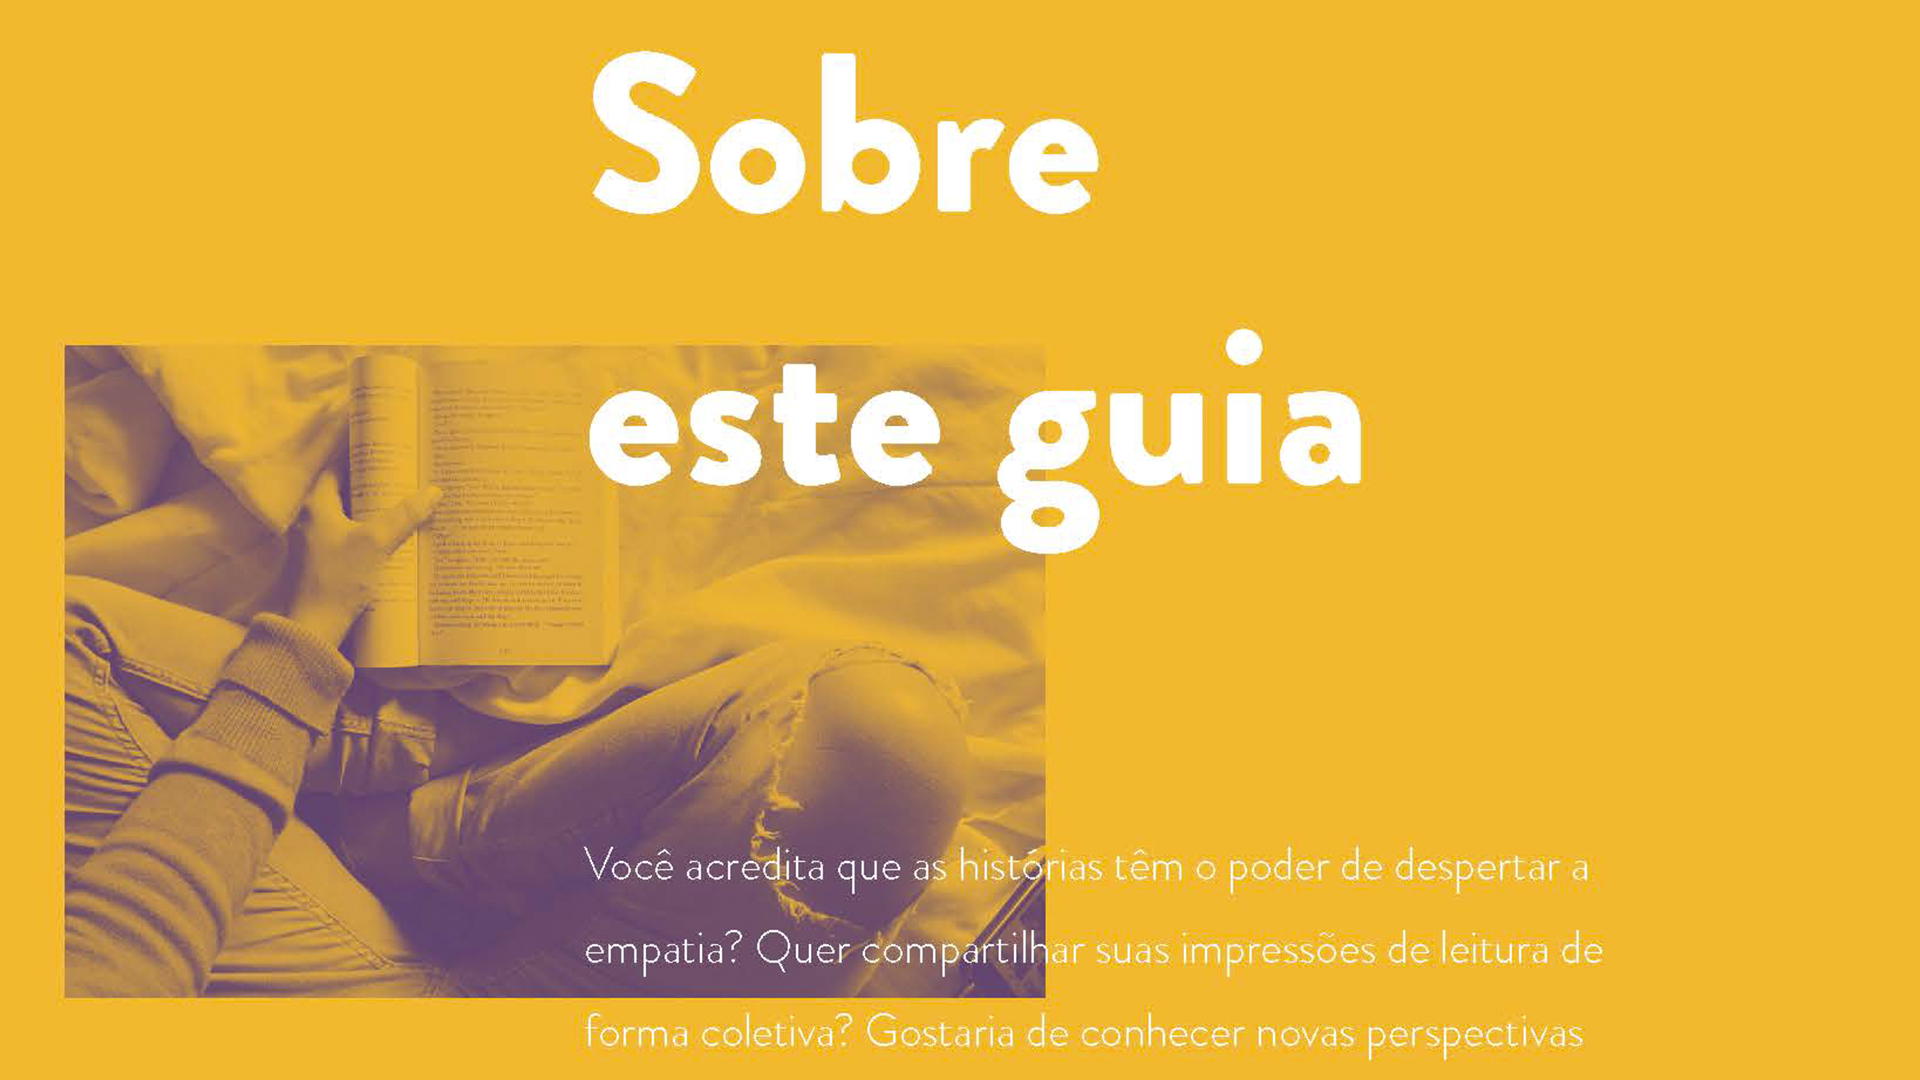 Sobre
este guia
Você acredita que as histórias têm o poder de despertar a
empatia? Quer compartilhar suas impressões de leitura de
forma coletiva? Gostaria de conhecer novas perspectivas